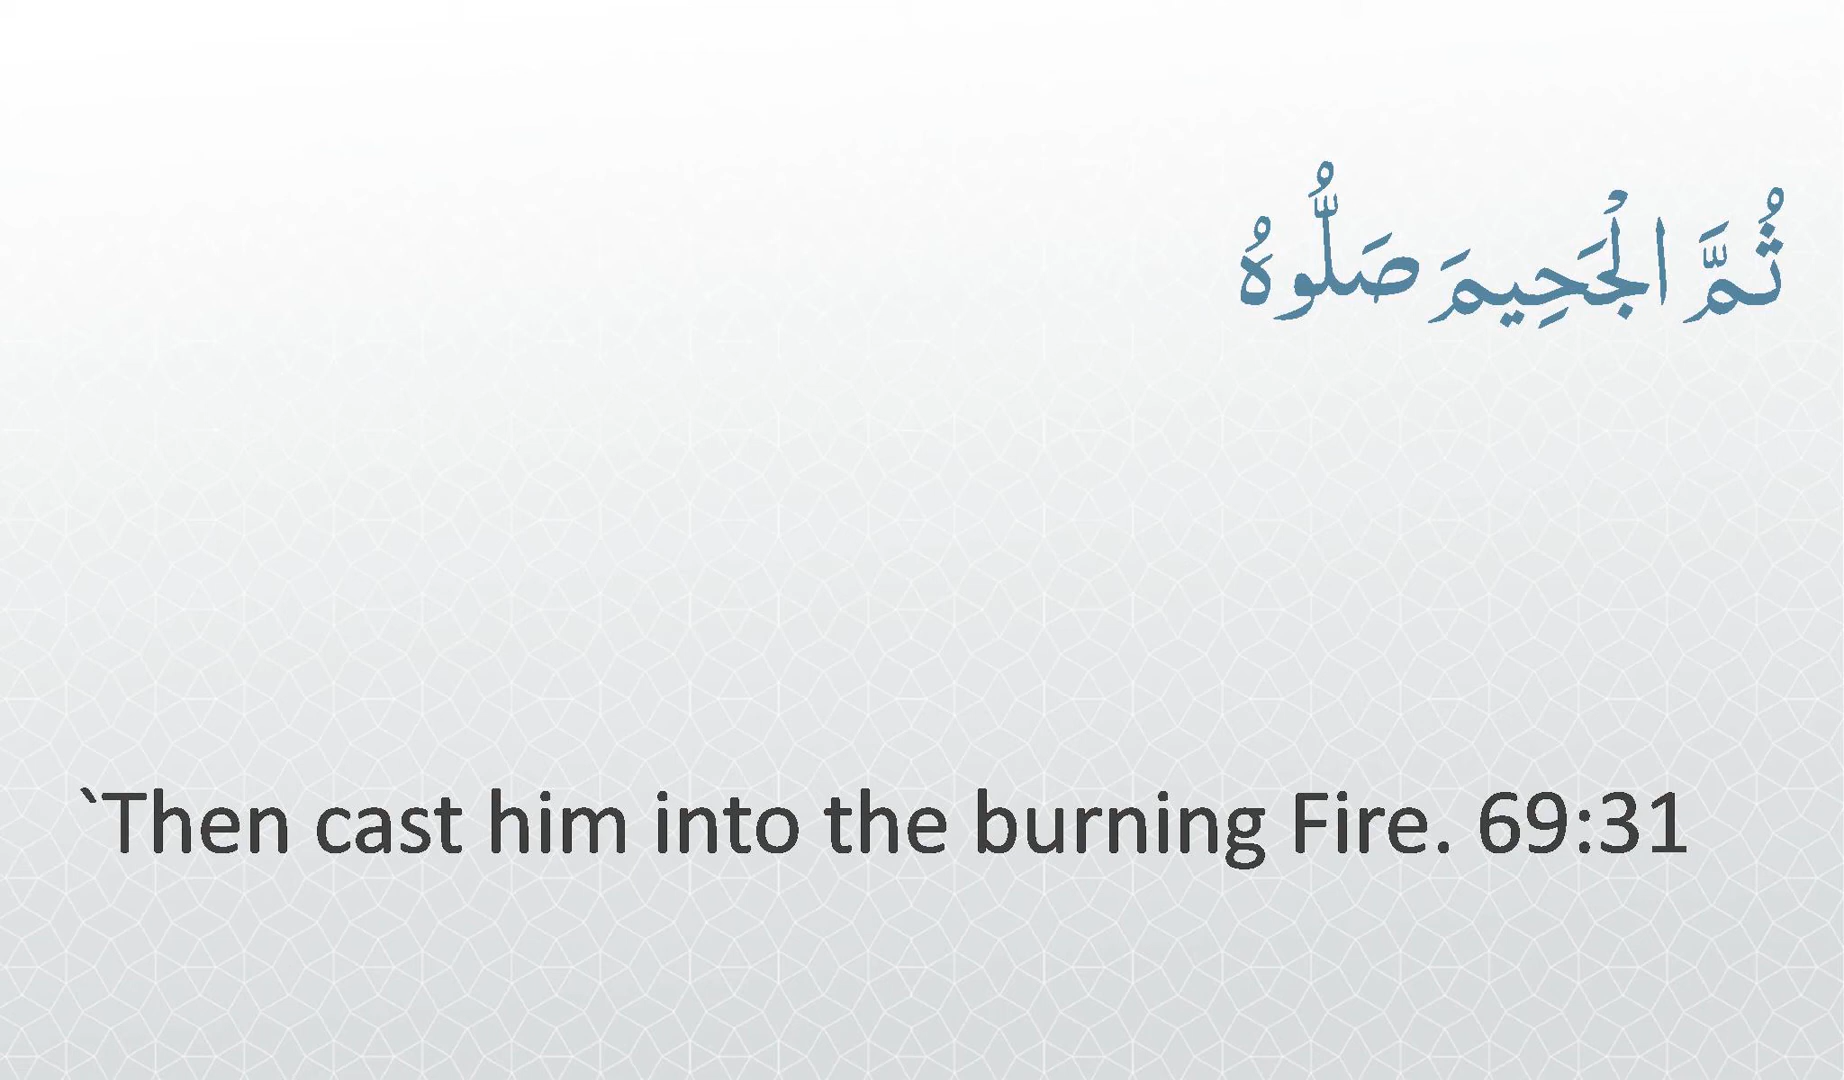 ثُمَّ الْجَحِيمَ صَلُّوهُ
`Then cast him into the burning Fire. 69:31